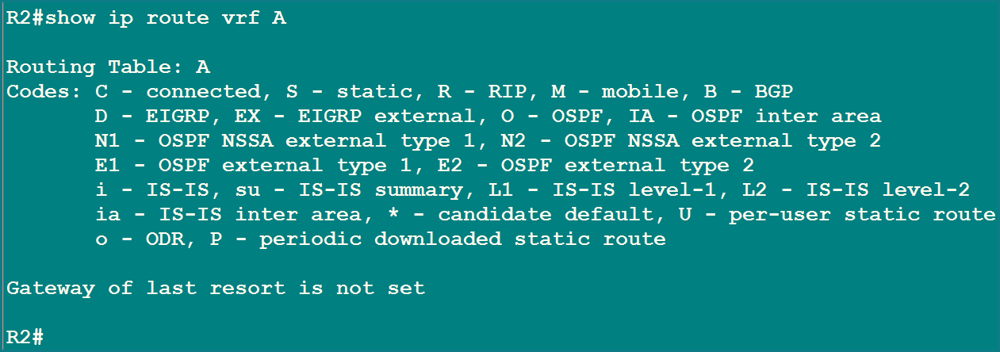 R2#show ip route vrf A
Routing Table: A
Codes: C - connected, S - static, R - RIP, M - mobile, B - BGP
D - EIGRP, EX - EIGRP external, O - OSPF, IA - OSPF inter area
N1 - OSPF NSSA external type 1, N2 - OSPF NSSA external type 2
E1 - OSPF external type 1, E2 - OSPF external type 2
i - IS-IS, su - IS-IS summary, L1 - IS-IS level-1, L2 - IS-IS level-2
ia - IS-IS inter area, * - candidate default, U - per-user static route
o - ODR, P - periodic downloaded static route
Gateway of last resort is not set
R2#